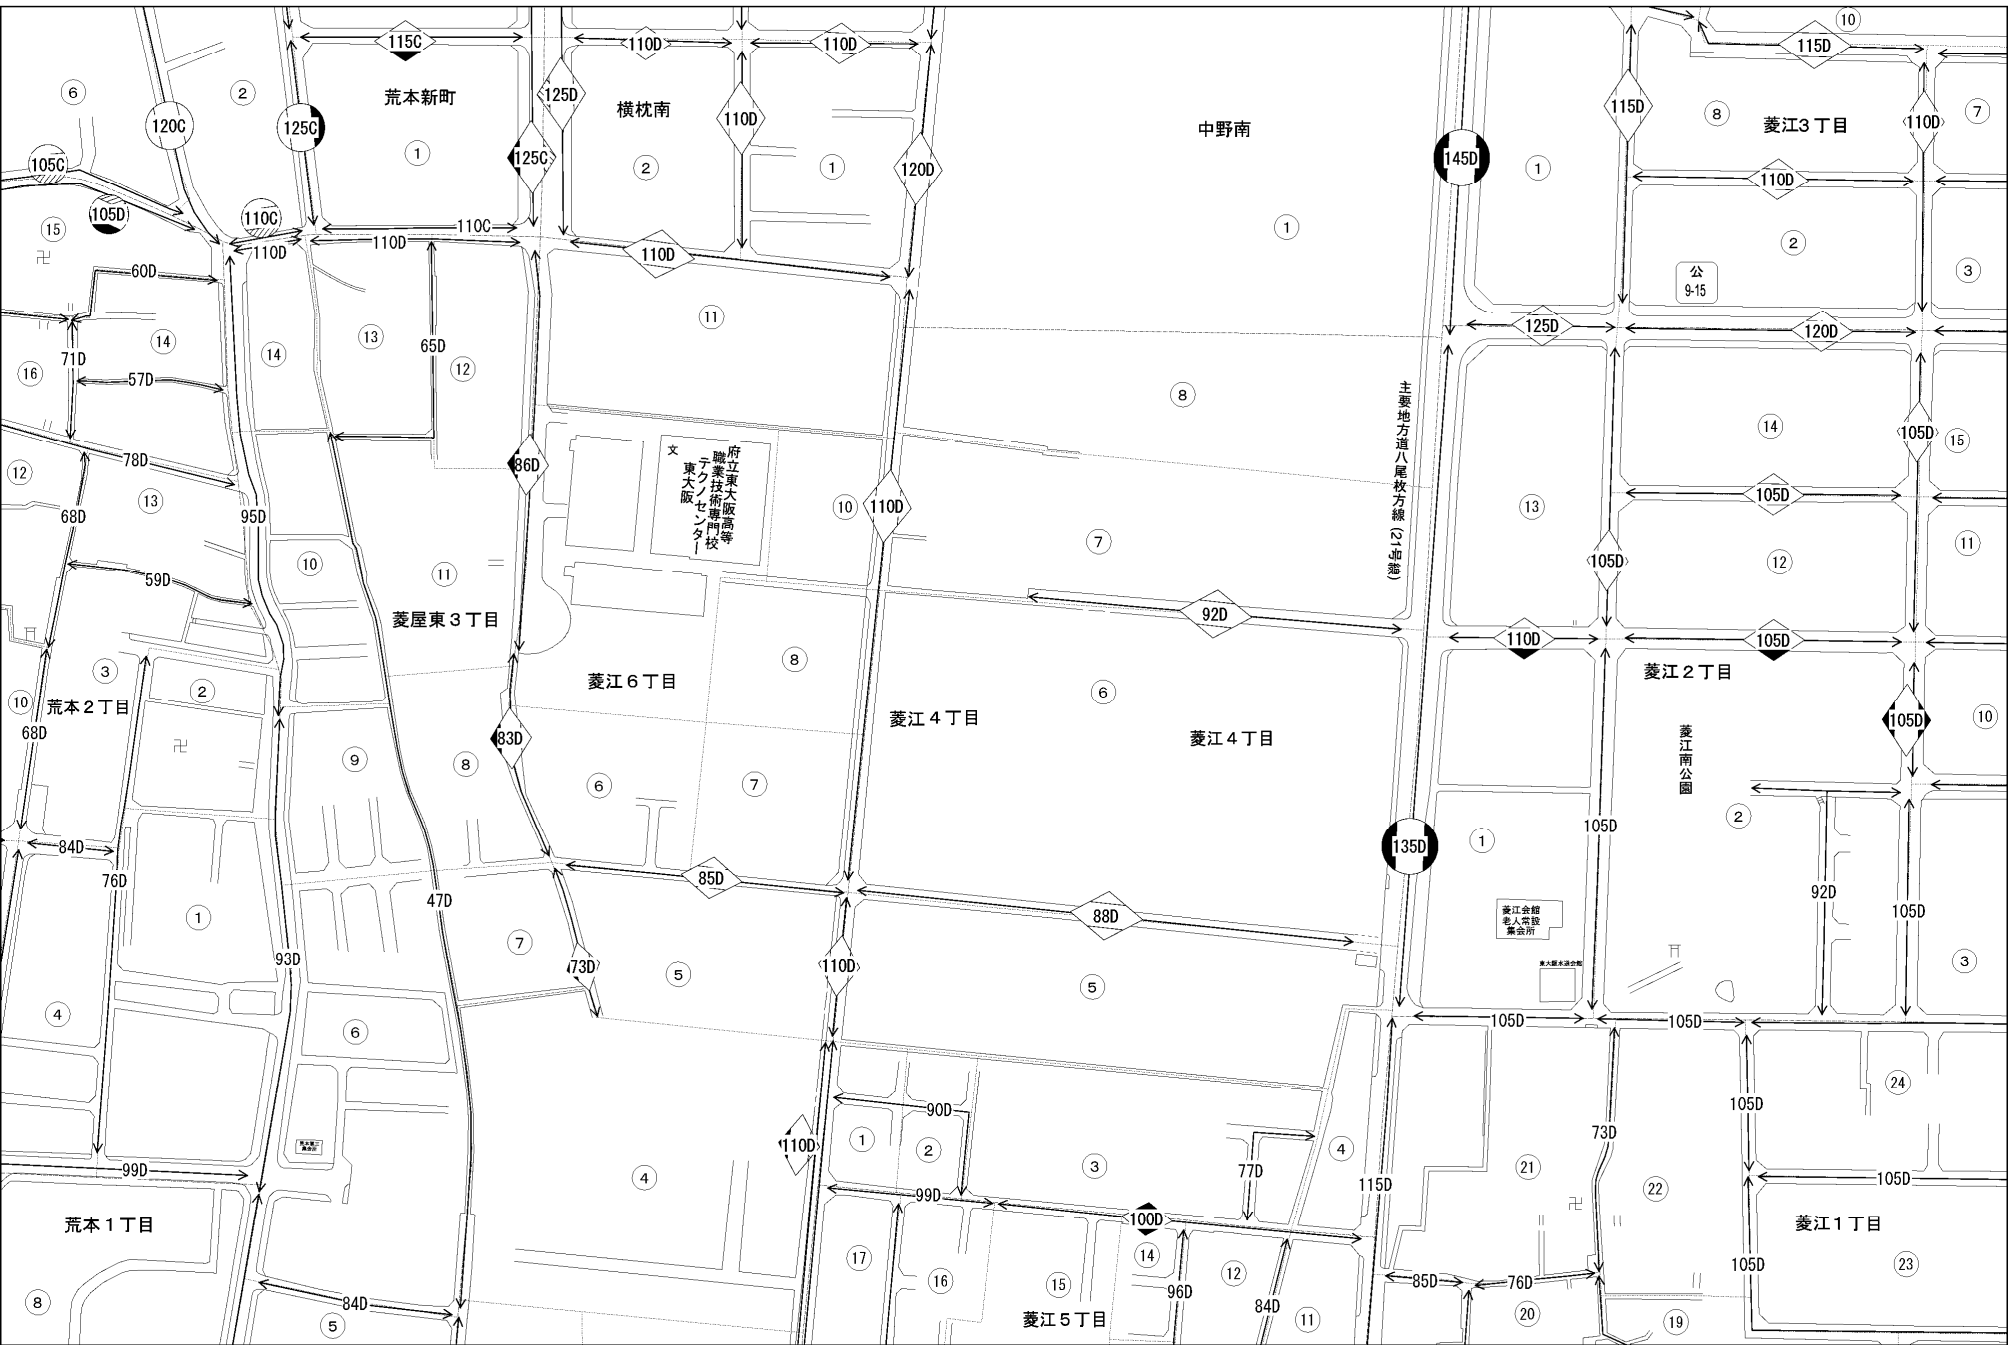 ⑩
115C
110D
110D
115D
⑥
②
荒本新町
125D
横枕南
110D
115D
⑧
菱江3丁目
110D
⑦
120C
125C
①
125C
②
①
120D
中野南
145D
①
110D
105C
105D
110C
110C
110D
110D
110D
①
②
③
公
9-15
⑮
卍
60D
⑭
71D
57D
⑯
⑭
⑬
65D
⑫
⑪
125D
120D
⑧
主要地方道八尾枚方線(21号線)
⑭
105D
⑮
府立東大阪高等
職業技術専門校
テクノセンター
東大阪
文
86D
⑫
78D
⑬
68D
95D
⑩
110D
105D
⑬
⑦
⑪
⑩
⑪
59D
105D
⑫
菱屋東3丁目
92D
110D
105D
菱江2丁目
⑧
菱江6丁目
⑥
③
②
⑩
荒本2丁目
68D
卍
83D
菱江4丁目
菱江4丁目
105D
⑩
菱江南公園
⑨
⑧
⑥
⑦
②
84D
76D
105D
①
135D
85D
88D
92D
105D
47D
①
菱江会館
老人常設
集会所
⑦
93D
73D
⑤
110D
⑤
③
④
⑥
105D
105D
90D
①
②
③
④
77D
110D
73D
105D
㉔
99D
④
115D
㉑
㉒
卍
105D
99D
100D
荒本1丁目
菱江1丁目
⑰
⑯
⑮
⑭
⑫
96D
84D
⑪
⑧
84D
⑤
菱江5丁目
85D
76D
⑳
⑲
105D
㉓